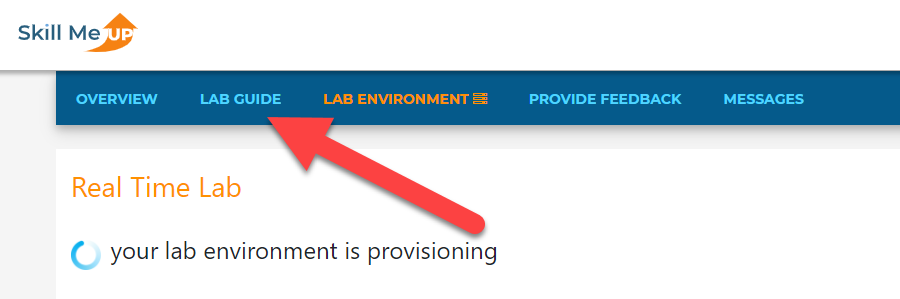 Skill Me UP
OVERVIEW LAB GUIDE LAB ENVIRONMENT PROVIDE FEEDBACK MESSAGES
Real Time Lab
your lab environment is provisioning